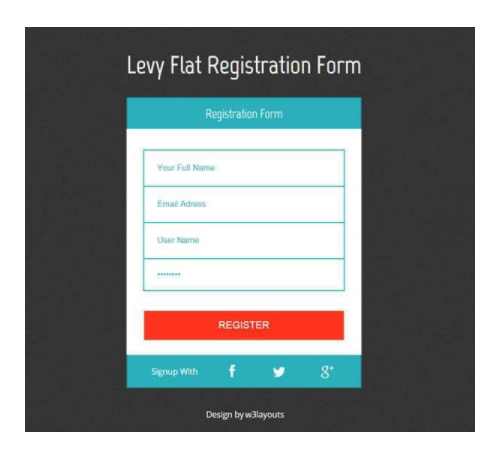 Levy Flat Registration Form
Registration Form
Your Full Name
Email Adress
User Name
••••••••
REGISTER
Signup With f g+
Design by w3layouts